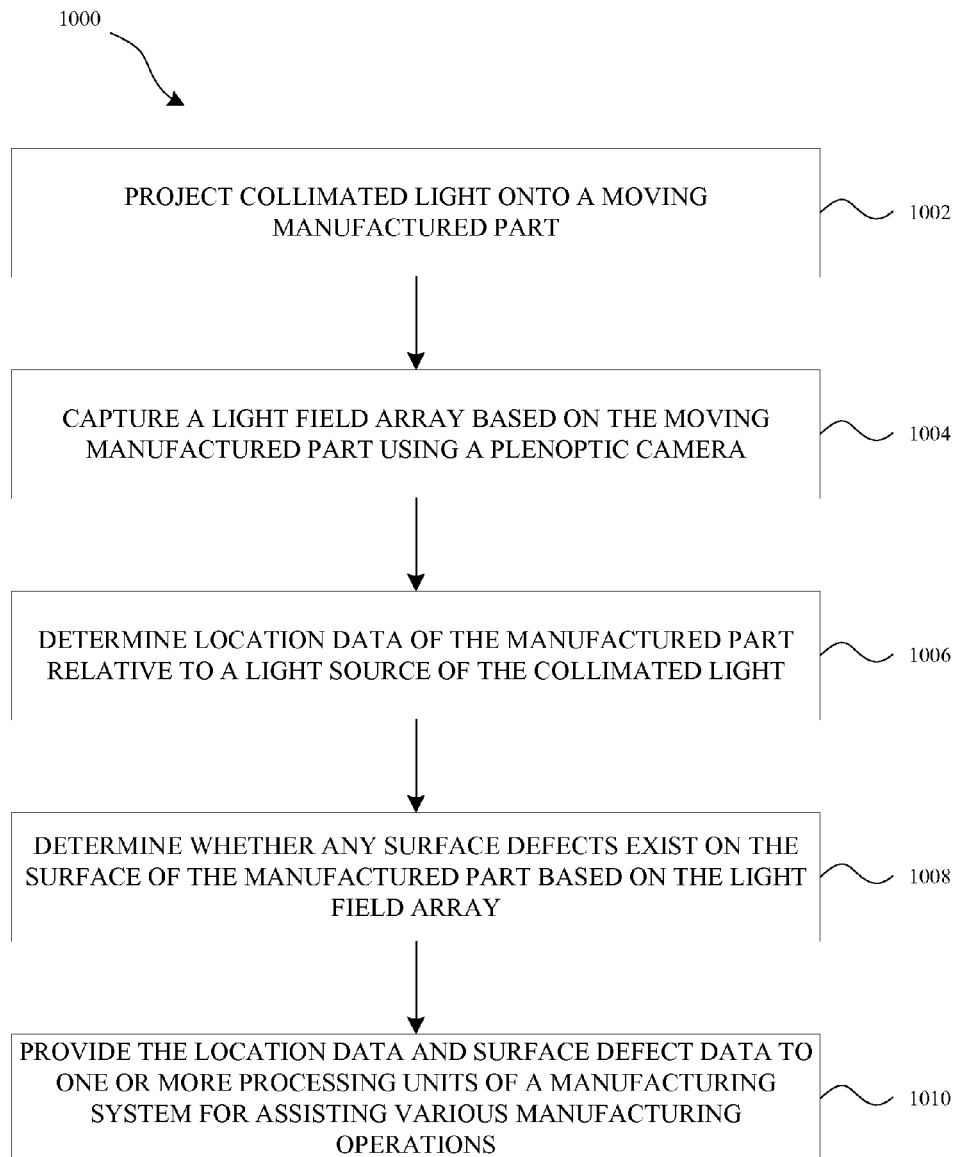 1000
PROJECT COLLIMATED LIGHT ONTO A MOVING
MANUFACTURED PART
1002
CAPTURE A LIGHT FIELD ARRAY BASED ON THE MOVING
MANUFACTURED PART USING A PLENOPTIC CAMERA
1004
DETERMINE LOCATION DATA OF THE MANUFACTURED PART
RELATIVE TO A LIGHT SOURCE OF THE COLLIMATED LIGHT
1006
DETERMINE WHETHER ANY SURFACE DEFECTS EXIST ON THE
SURFACE OF THE MANUFACTURED PART BASED ON THE LIGHT
FIELD ARRAY
1008
PROVIDE THE LOCATION DATA AND SURFACE DEFECT DATA TO
ONE OR MORE PROCESSING UNITS OF A MANUFACTURING
SYSTEM FOR ASSISTING VARIOUS MANUFACTURING
OPERATIONS
1010